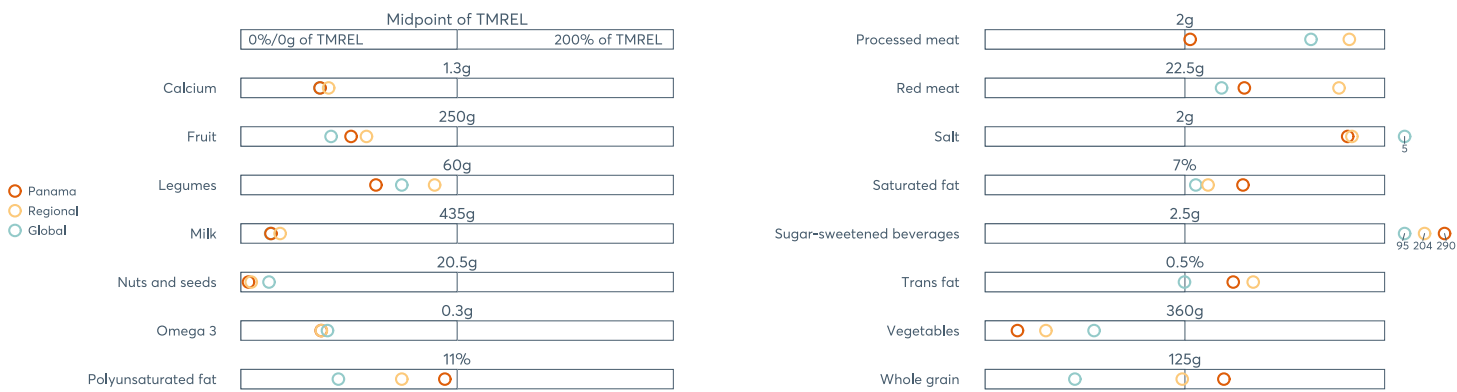 Midpoint of TMREL
0%/0g of TMREL 200% of TMREL
1.3g
Calcium
250g
Fruit
60g
Legumes
435g
Milk
20.5g
Nuts and seeds
0.3g
Omega 3
11%
Polyunsaturated fat
Panama
Regional
Global
2g
Processed meat
22.5g
Red meat
2g
Salt
5
7%
Saturated fat
2.5g
Sugar-sweetened beverages
95 204 290
0.5%
Trans fat
360g
Vegetables
125g
Whole grain